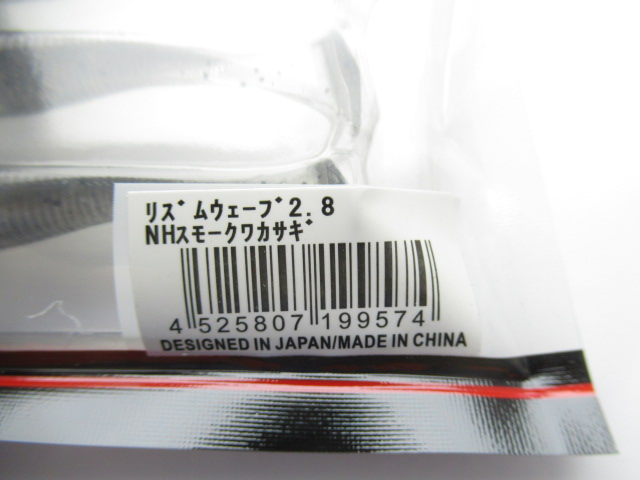 ﾘｽﾞﾑｳｪｰﾌﾞ2.8
NHｽﾓｰｸﾜｶｻｷﾞ
4 525807 199574
DESIGNED IN JAPAN/MADE IN CHINA